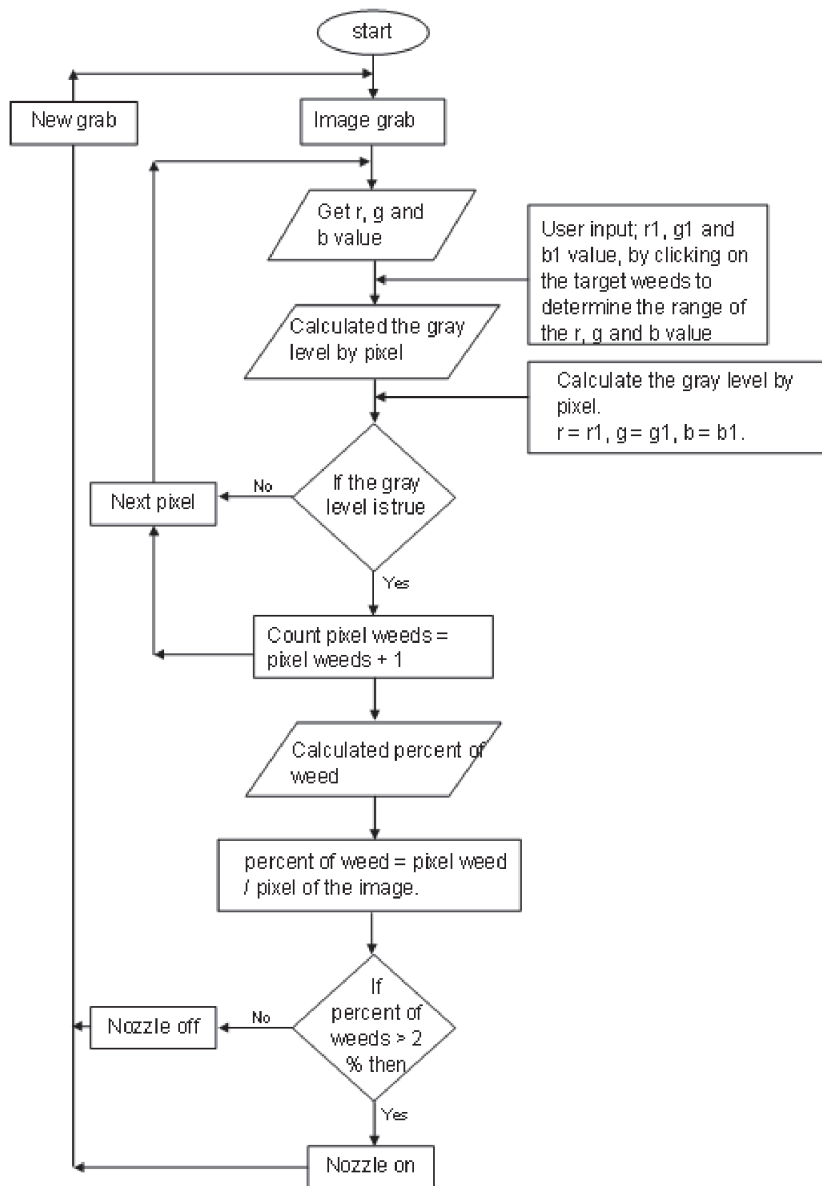 start
New grab
Image grab
Get r, g and
b value
User input; r1, g1 and
b1 value, by clicking on
the target weeds to
determine the range of
the r, g and b value
Calculated the gray
level by pixel
Calculate the gray level by
pixel.
r = r1, g = g1, b = b1.
If the gray
level is true
No
Next pixel
Yes
Count pixel weeds =
pixel weeds + 1
Calculated percent of
weed
percent of weed = pixel weed
/ pixel of the image.
If
percent of
weeds > 2
% then
No
Nozzle off
Yes
Nozzle on